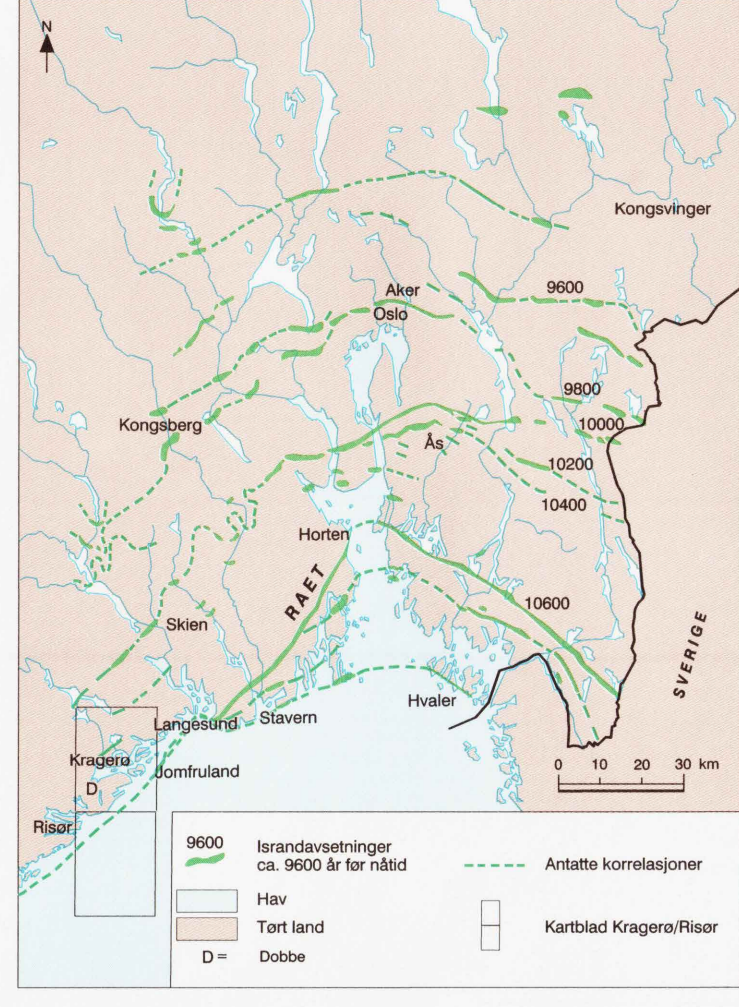 N
Kongsvinger
9600
Aker
Oslo
9800
Kongsberg
10000
Ås
10200
10400
Horten
RAET
10600
Skien
SVERIGE
Hvaler
Langesund
Stavern
Kragerø
Jomfruland
D
0 10 20 30 km
Risør
9600
Israndavsetninger
ca. 9600 år før nåtid
Antatte korrelasjoner
Hav
Tørt land
Kartblad Kragerø/Risør
D = Dobbe